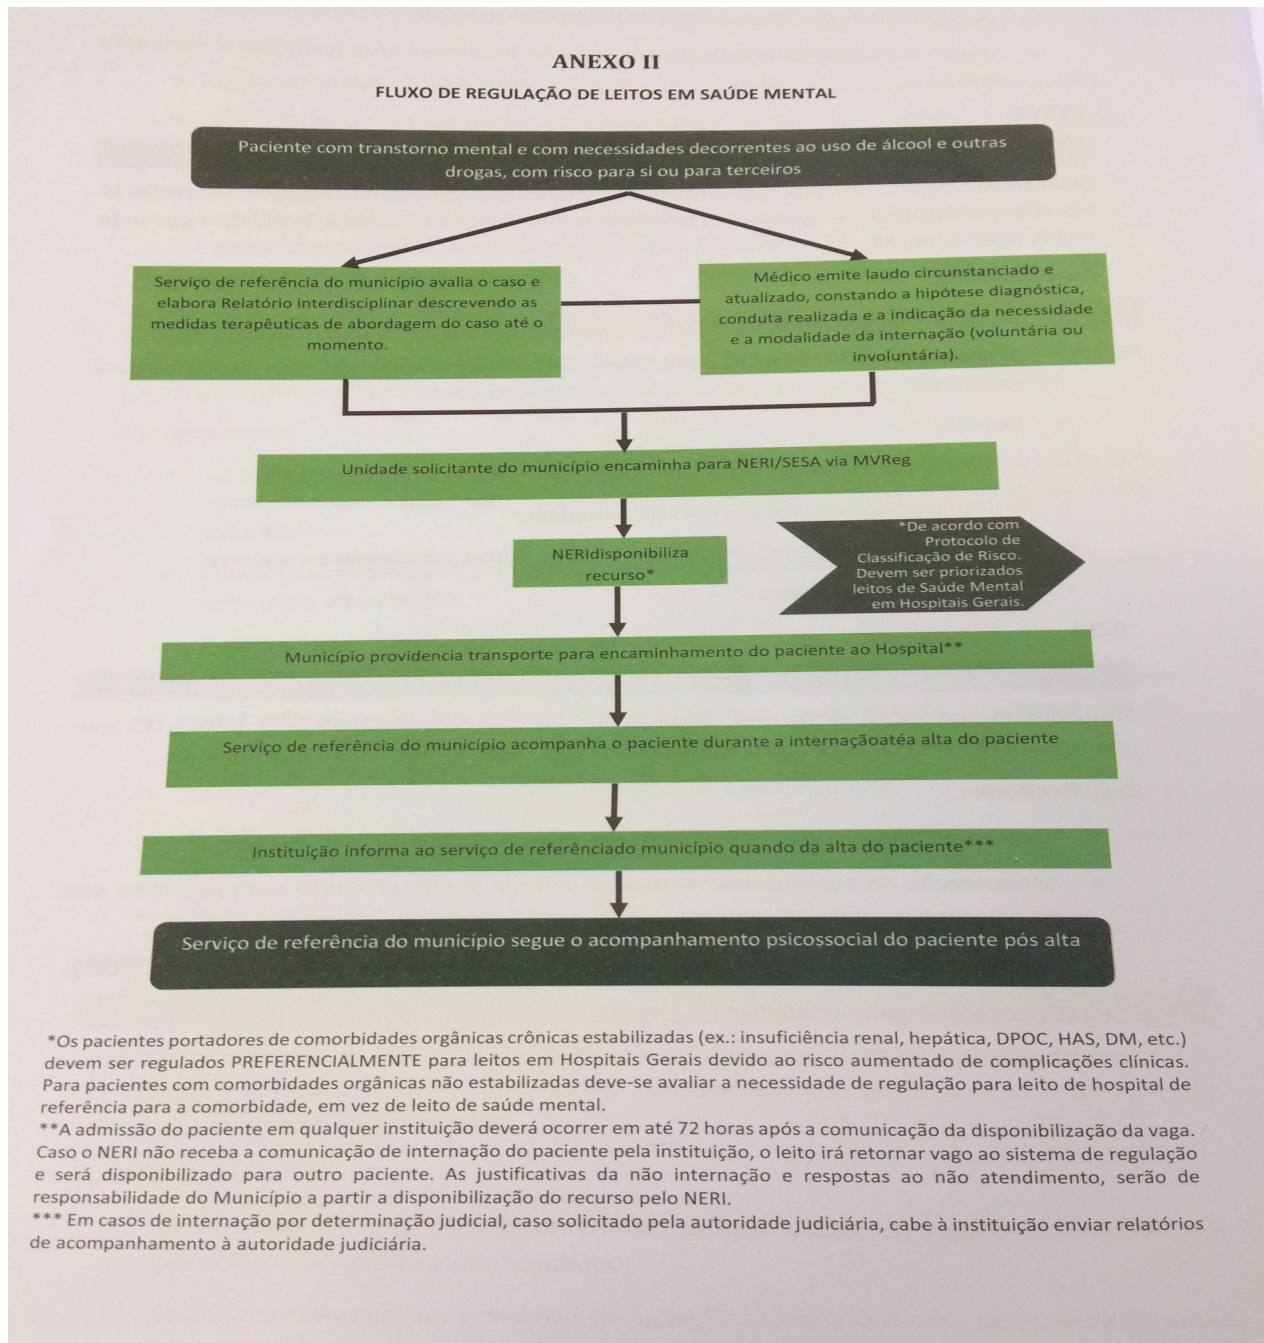 ANEXO II
FLUXO DE REGULAÇÃO DE LEITOS EM SAÚDE MENTAL
Paciente com transtorno mental e com necessidades decorrentes ao uso de álcool e outras
drogas, com risco para si ou para terceiros
Serviço de referência do município avalia o caso e
elabora Relatório interdisciplinar descrevendo as
medidas terapêuticas de abordagem do caso até o
momento.
Médico emite laudo circunstanciado e
atualizado, constando a hipótese diagnóstica,
conduta realizada e a indicação da necessidade
e a modalidade da internação (voluntária ou
involuntária).
Unidade solicitante do município encaminha para NERI/SESA via MVReg
NERIdisponibiliza
recurso*
*De acordo com
Protocolo de
Classificação de Risco.
Devem ser priorizados
leitos de Saúde Mental
em Hospitais Gerais.
Município providencia transporte para encaminhamento do paciente ao Hospital**
Serviço de referência do município acompanha o paciente durante a internaçãoatéa alta do paciente
Instituição informa ao serviço de referênciado município quando da alta do paciente***
Serviço de referência do município segue o acompanhamento psicossocial do paciente pós alta
*Os pacientes portadores de comorbidades orgânicas crônicas estabilizadas (ex.: insuficiência renal, hepática, DPOC, HAS, DM, etc.)
devem ser regulados PREFERENCIALMENTE para leitos em Hospitais Gerais devido ao risco aumentado de complicações clínicas.
Para pacientes com comorbidades orgânicas não estabilizadas deve-se avaliar a necessidade de regulação para leito de hospital de
referência para a comorbidade, em vez de leito de saúde mental.
**A admissão do paciente em qualquer instituição deverá ocorrer em até 72 horas após a comunicação da disponibilização da vaga.
Caso o NERI não receba a comunicação de internação do paciente pela instituição, o leito irá retornar vago ao sistema de regulação
e será disponibilizado para outro paciente. As justificativas da não internação e respostas ao não atendimento, serão de
responsabilidade do Município a partir a disponibilização do recurso pelo NERI.
*** Em casos de internação por determinação judicial, caso solicitado pela autoridade judiciária, cabe à instituição enviar relatórios
de acompanhamento à autoridade judiciária.